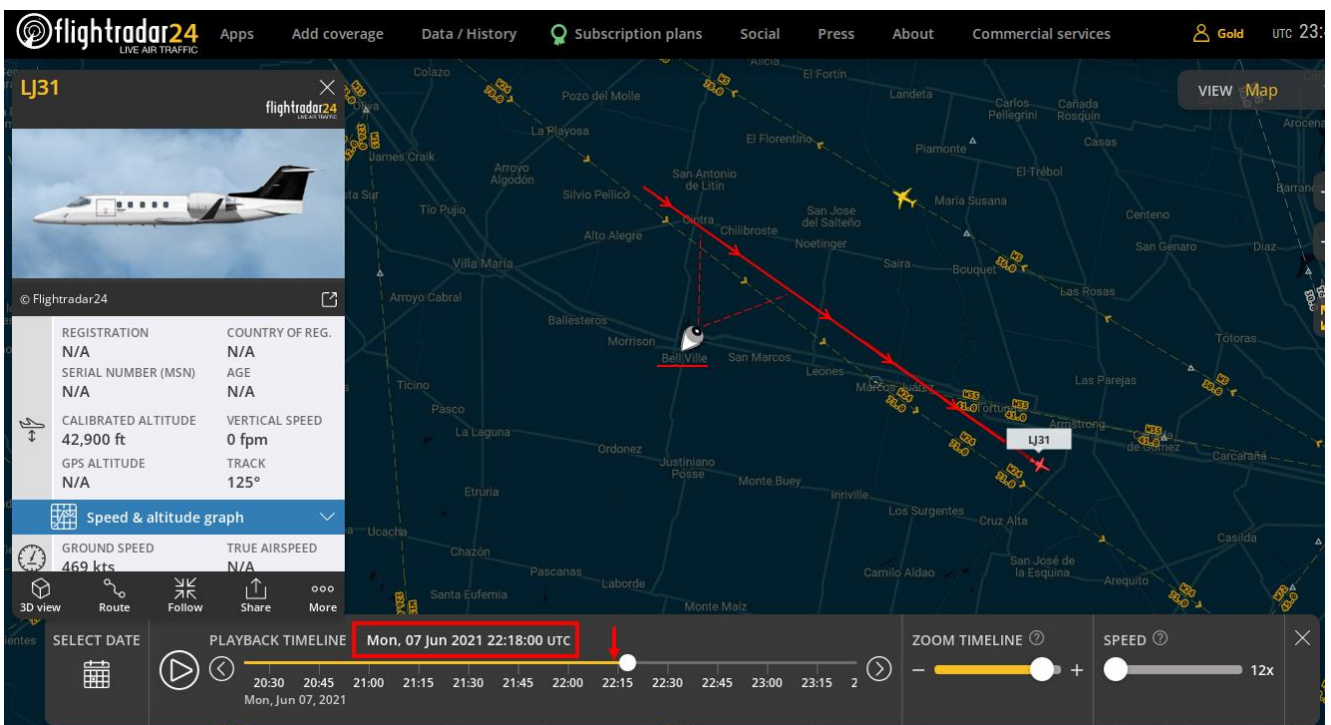 flightradar24
LIVE AIR TRAFFIC
Apps Add coverage Data / History Subscription plans Social Press About Commercial services Gold UTC 23:
LJ31
flightradar24
LIVE AIR TRAFFIC
© Flightradar24
REGISTRATION COUNTRY OF REG.
N/A N/A
SERIAL NUMBER (MSN) AGE
N/A N/A
CALIBRATED ALTITUDE VERTICAL SPEED
42,900 ft 0 fpm
GPS ALTITUDE TRACK
N/A 125°
Speed & altitude graph
GROUND SPEED TRUE AIRSPEED
469 kts N/A
3D view Route Follow Share More
VIEW Map
Colazo
Alicia
El Fortín
Pozo del Molle
Landeta
Carlos Pellegrini
Cañada Rosquín
Oliva
La Playosa
El Florentino
Piamonte
Casas
James Craik
Arroyo Algodón
San Antonio de Litín
El Trébol
Silvio Pellico
María Susana
Tío Pujio
Cintra
San Jose del Salteño
Centeno
Alto Alegre
Chilibroste
Noetinger
San Genaro
Diaz
Villa María
Saira
Bouquet
Las Rosas
Arroyo Cabral
Ballesteros
Morrison
Bell Ville
San Marcos
Leones
Totoras
Marcos Juárez
Las Parejas
Ticino
Tortugas
Armstrong
Pasco
LJ31
La Laguna
Carcarañá
Ordonez
Justiniano Posse
Monte Buey
Inriville
Etruria
Los Surgentes
Cruz Alta
Ucacha
Casilda
Chazón
San José de la Esquina
Pascanas
Laborde
Camilo Aldao
Arequito
Santa Eufemia
Monte Maíz
SELECT DATE
PLAYBACK TIMELINE Mon, 07 Jun 2021 22:18:00 UTC
20:30 20:45 21:00 21:15 21:30 21:45 22:00 22:15 22:30 22:45 23:00 23:15 2
Mon, Jun 07, 2021
ZOOM TIMELINE
− +
SPEED
12x